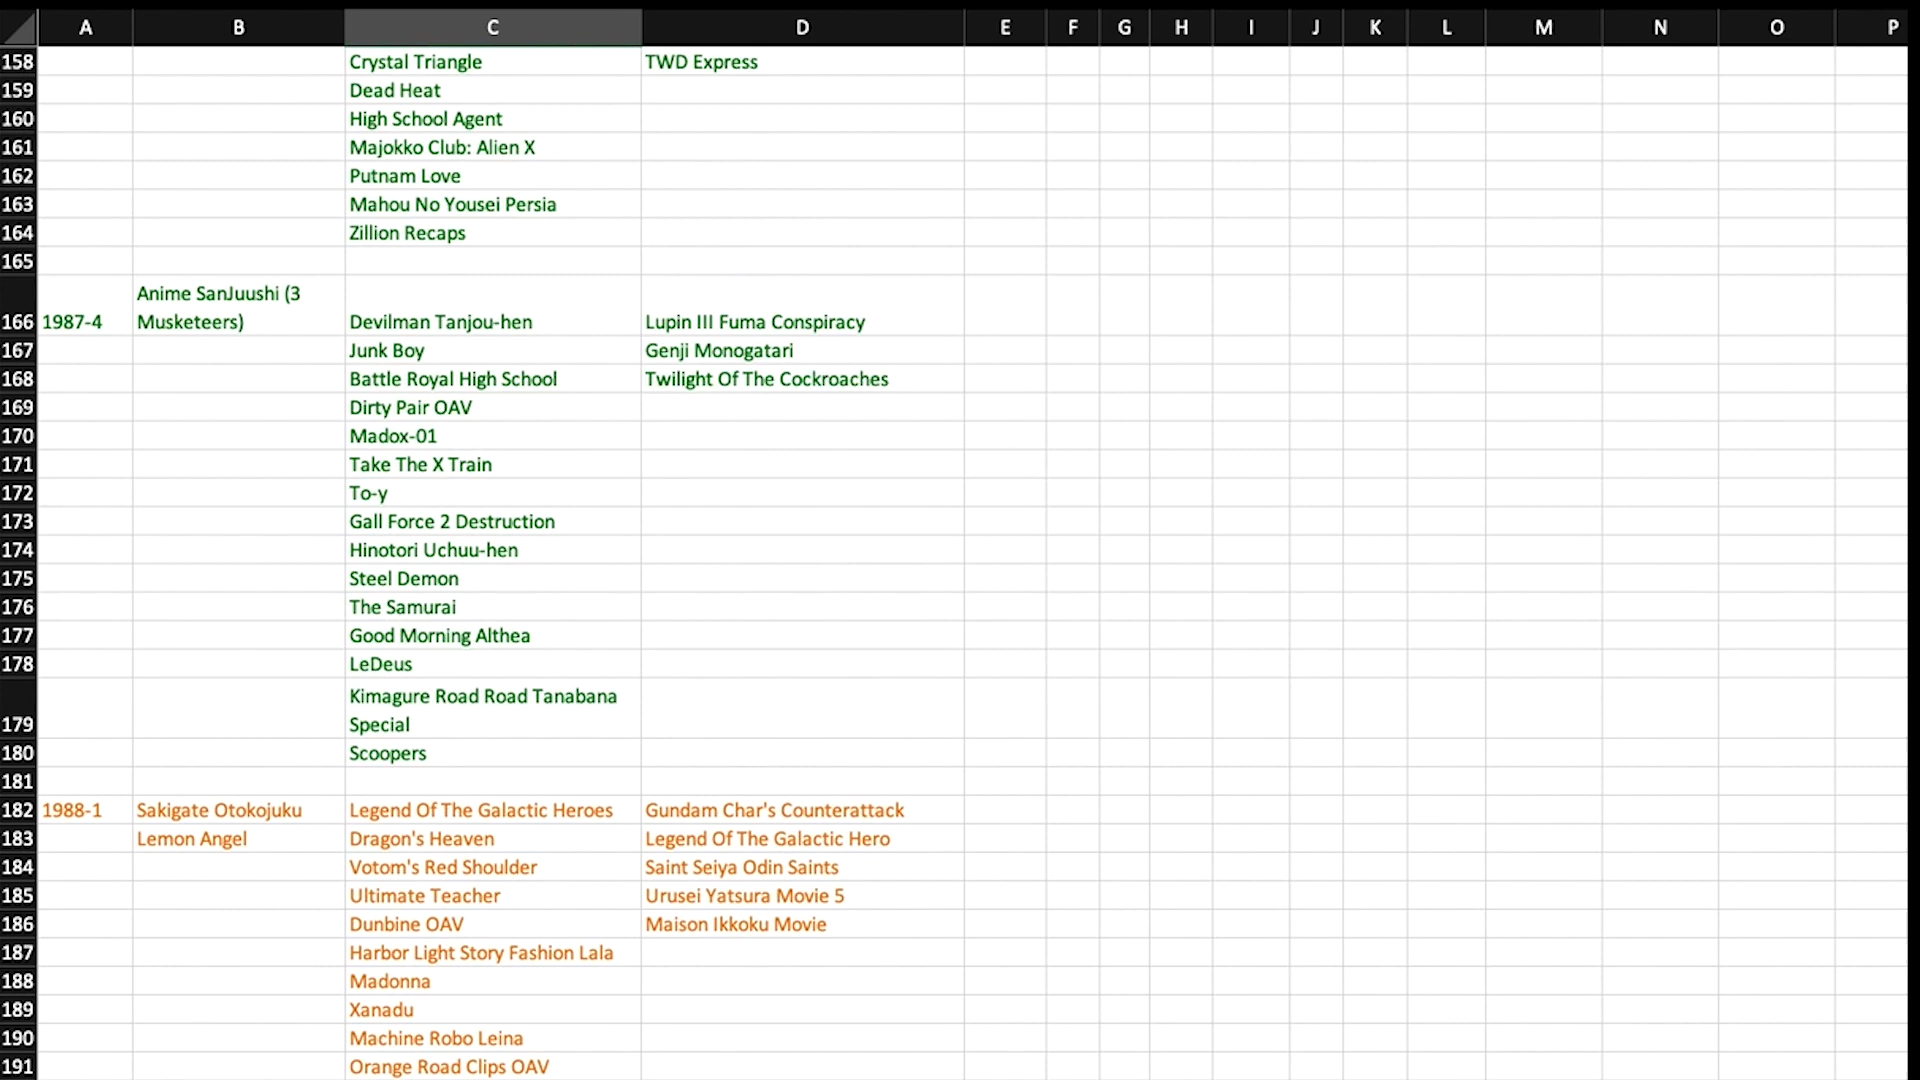 A B C D E F G H I J K L M N O P
158 Crystal Triangle TWD Express
159 Dead Heat
160 High School Agent
161 Majokko Club: Alien X
162 Putnam Love
163 Mahou No Yousei Persia
164 Zillion Recaps
165
Anime SanJuushi (3
166 1987-4 Musketeers) Devilman Tanjou-hen Lupin III Fuma Conspiracy
167 Junk Boy Genji Monogatari
168 Battle Royal High School Twilight Of The Cockroaches
169 Dirty Pair OAV
170 Madox-01
171 Take The X Train
172 To-y
173 Gall Force 2 Destruction
174 Hinotori Uchuu-hen
175 Steel Demon
176 The Samurai
177 Good Morning Althea
178 LeDeus
Kimagure Road Road Tanabana
179 Special
180 Scoopers
181
182 1988-1 Sakigate Otokojuku Legend Of The Galactic Heroes Gundam Char's Counterattack
183 Lemon Angel Dragon's Heaven Legend Of The Galactic Hero
184 Votom's Red Shoulder Saint Seiya Odin Saints
185 Ultimate Teacher Urusei Yatsura Movie 5
186 Dunbine OAV Maison Ikkoku Movie
187 Harbor Light Story Fashion Lala
188 Madonna
189 Xanadu
190 Machine Robo Leina
191 Orange Road Clips OAV